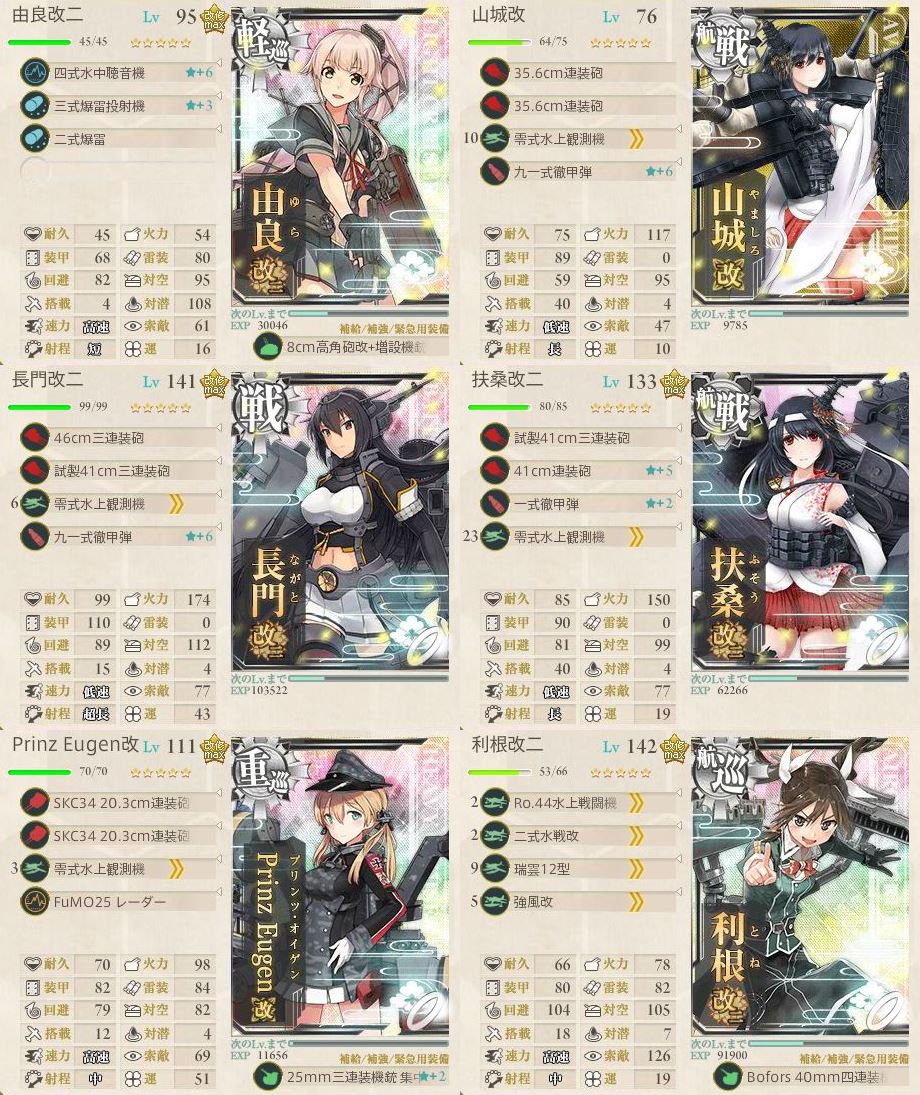 由良改二 Lv 95 改修max
45/45
四式水中聴音機 ★+6
三式爆雷投射機 ★+3
二式爆雷
耐久 45 火力 54
装甲 68 雷装 80
回避 82 対空 95
搭載 4 対潜 108
速力 高速 索敵 61
射程 短 運 16
軽巡
由良改二
ゆら
次のLv.まで
EXP 30046
補給/補強/緊急用装備
8cm高角砲改+増設機銃
山城改 Lv 76
64/75
35.6cm連装砲
35.6cm連装砲
10 零式水上観測機
九一式徹甲弾 ★+6
耐久 75 火力 117
装甲 89 雷装 0
回避 59 対空 95
搭載 40 対潜 4
速力 低速 索敵 47
射程 長 運 10
航戦
山城改
やましろ
次のLv.まで
EXP 9785
長門改二 Lv 141 改修max
99/99
46cm三連装砲
試製41cm三連装砲
6 零式水上観測機
九一式徹甲弾 ★+6
耐久 99 火力 174
装甲 110 雷装 0
回避 89 対空 112
搭載 15 対潜 4
速力 低速 索敵 77
射程 超長 運 43
戦
長門改二
ながと
次のLv.まで
EXP 103522
扶桑改二 Lv 133 改修max
80/85
試製41cm三連装砲
41cm連装砲 ★+5
一式徹甲弾 ★+2
23 零式水上観測機
耐久 85 火力 150
装甲 90 雷装 0
回避 81 対空 99
搭載 40 対潜 4
速力 低速 索敵 77
射程 長 運 19
航戦
扶桑改二
ふそう
次のLv.まで
EXP 62266
Prinz Eugen改 Lv 111 改修max
70/70
SKC34 20.3cm連装砲
SKC34 20.3cm連装砲
3 零式水上観測機
FuMO25 レーダー
耐久 70 火力 98
装甲 82 雷装 84
回避 79 対空 82
搭載 12 対潜 4
速力 高速 索敵 69
射程 中 運 51
重巡
Prinz Eugen改
プリンツ・オイゲン
次のLv.まで
EXP 11656
補給/補強/緊急用装備
25mm三連装機銃 集中 ★+2
利根改二 Lv 142 改修max
53/66
2 Ro.44水上戦闘機
2 二式水戦改
9 瑞雲12型
5 強風改
耐久 66 火力 78
装甲 80 雷装 82
回避 104 対空 105
搭載 18 対潜 7
速力 高速 索敵 126
射程 中 運 19
航巡
利根改二
とね
次のLv.まで
EXP 91900
補給/補強/緊急用装備
Bofors 40mm四連装